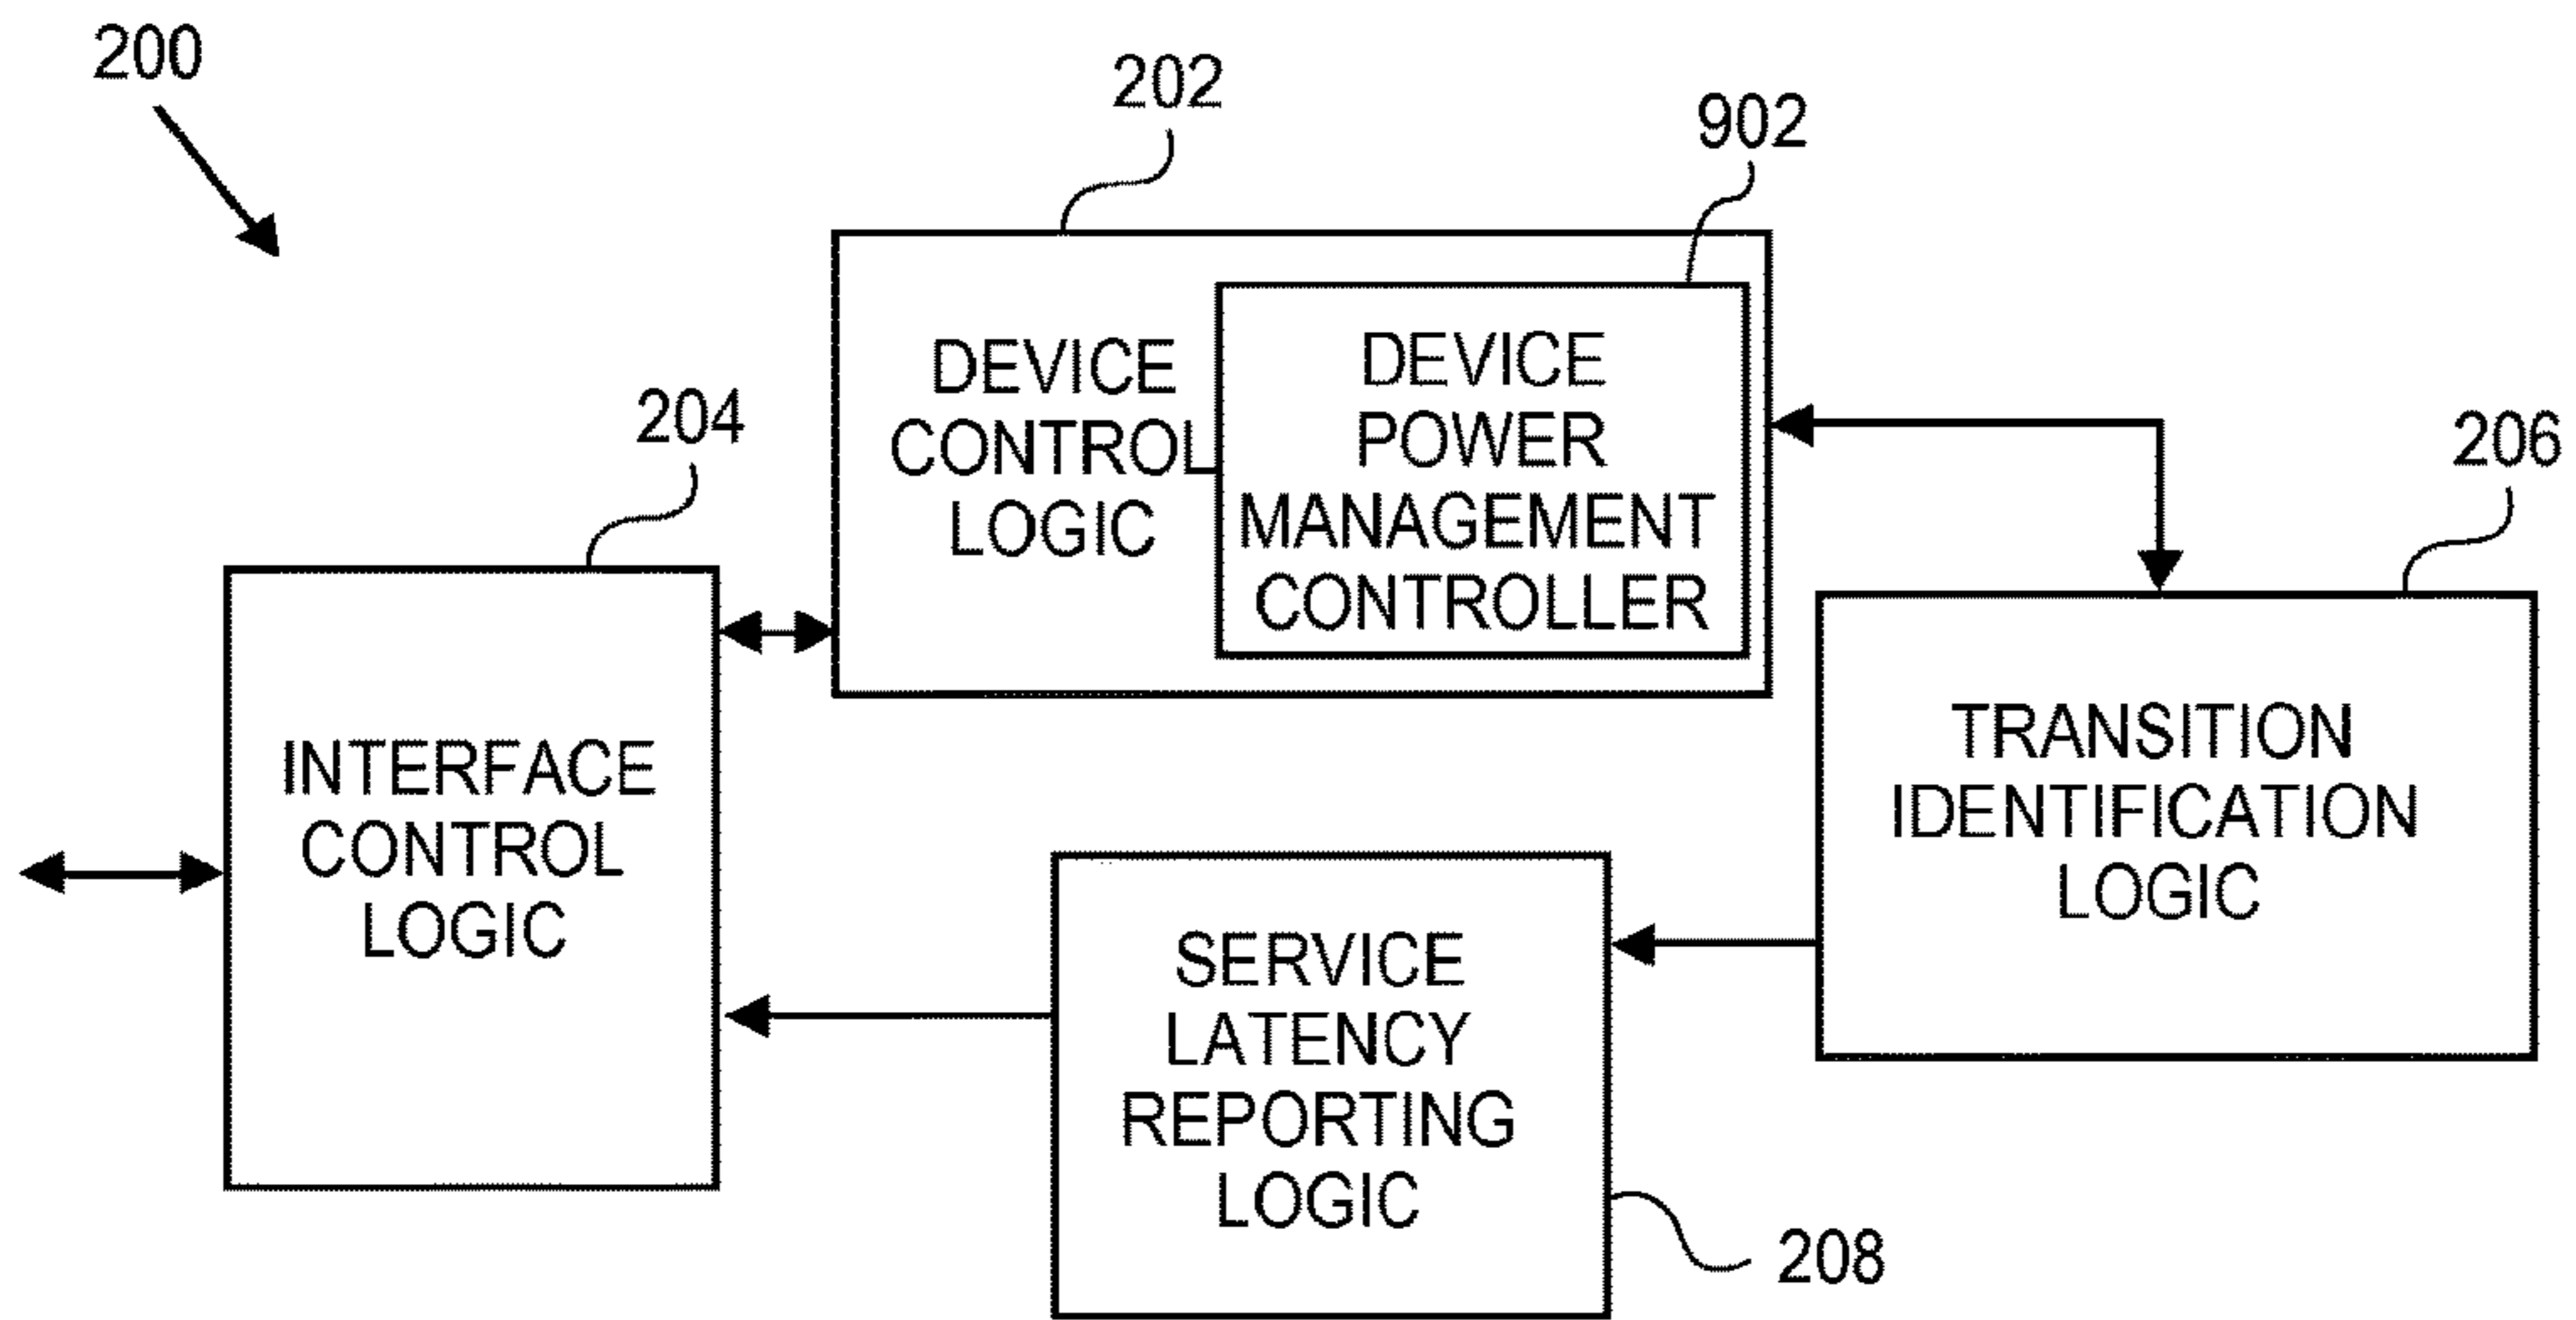 200
202
902
DEVICE
CONTROL
LOGIC
DEVICE
POWER
MANAGEMENT
CONTROLLER
204
206
INTERFACE
CONTROL
LOGIC
TRANSITION
IDENTIFICATION
LOGIC
SERVICE
LATENCY
REPORTING
LOGIC
208